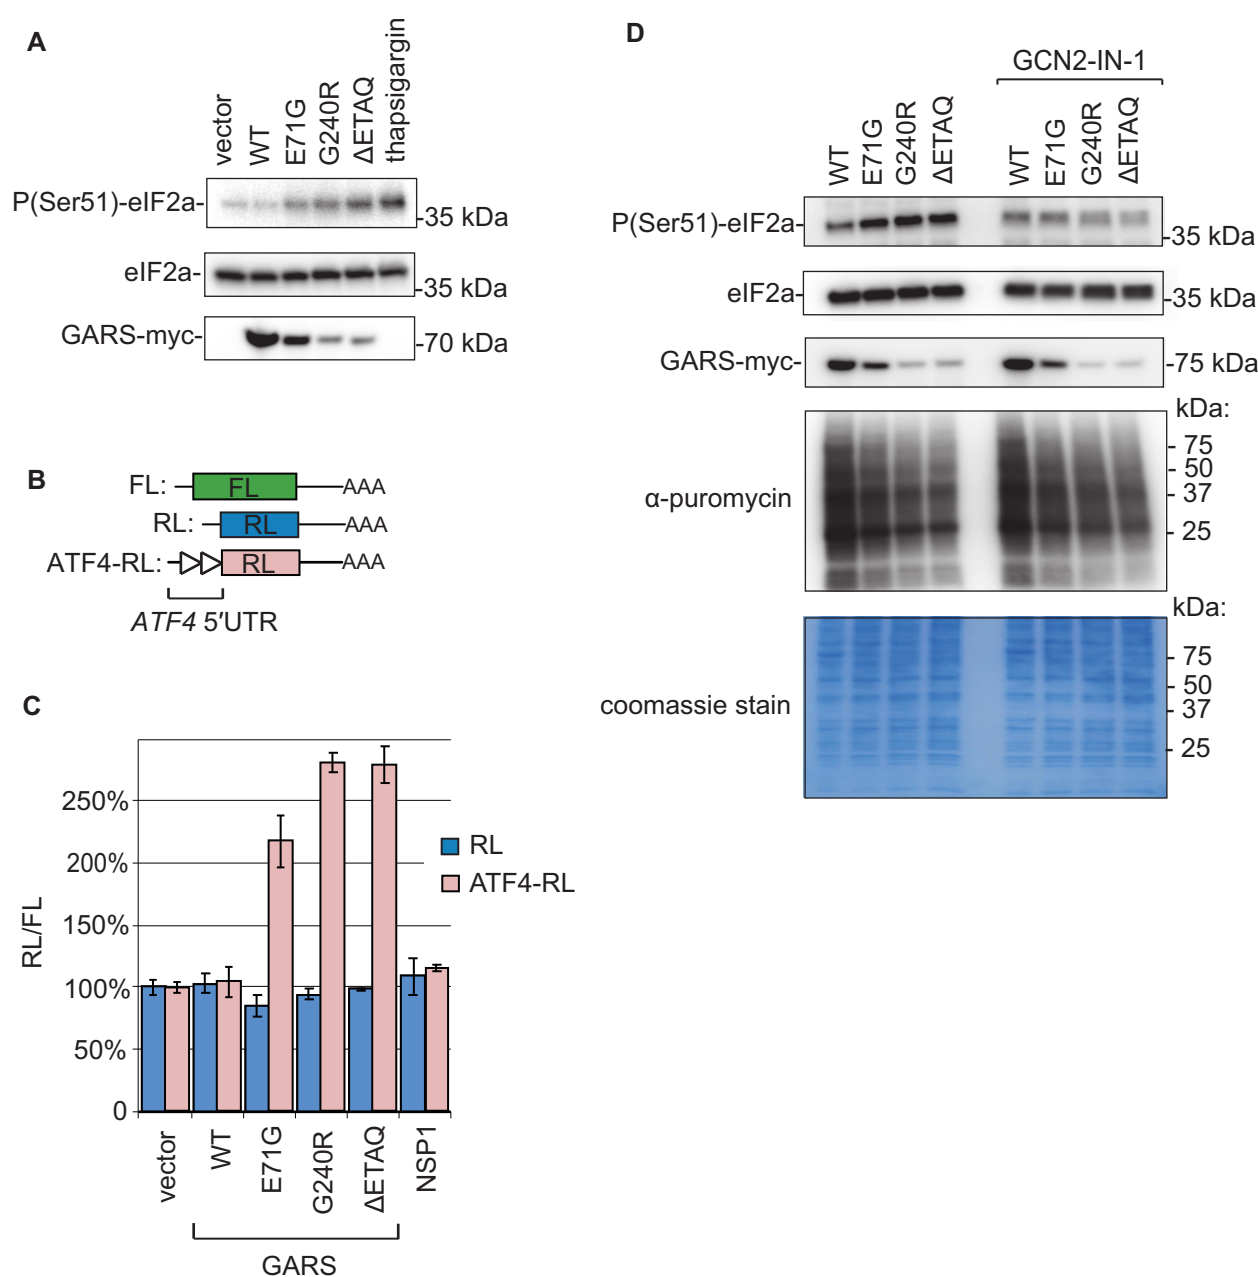 A
vector
WT
E71G
G240R
ΔETAQ
thapsigargin
P(Ser51)-eIF2a-
-35 kDa
eIF2a-
-35 kDa
GARS-myc-
-70 kDa
B
FL: FL AAA
RL: RL AAA
ATF4-RL: RL AAA
ATF4 5′UTR
C
RL/FL
250%
200%
150%
100%
50%
0
RL
ATF4-RL
vector
WT
E71G
G240R
ΔETAQ
NSP1
GARS
D
GCN2-IN-1
WT
E71G
G240R
ΔETAQ
WT
E71G
G240R
ΔETAQ
P(Ser51)-eIF2a-
-35 kDa
eIF2a-
-35 kDa
GARS-myc-
-75 kDa
kDa:
- 75
- 50
- 37
- 25
α-puromycin
kDa:
- 75
- 50
- 37
- 25
coomassie stain